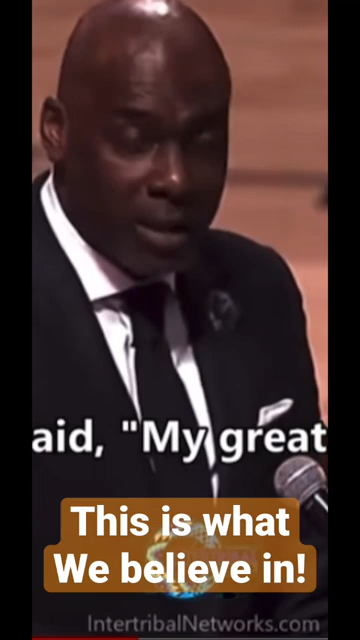 aid, "My great
This is what
We believe in!
IntertribalNetworks.com